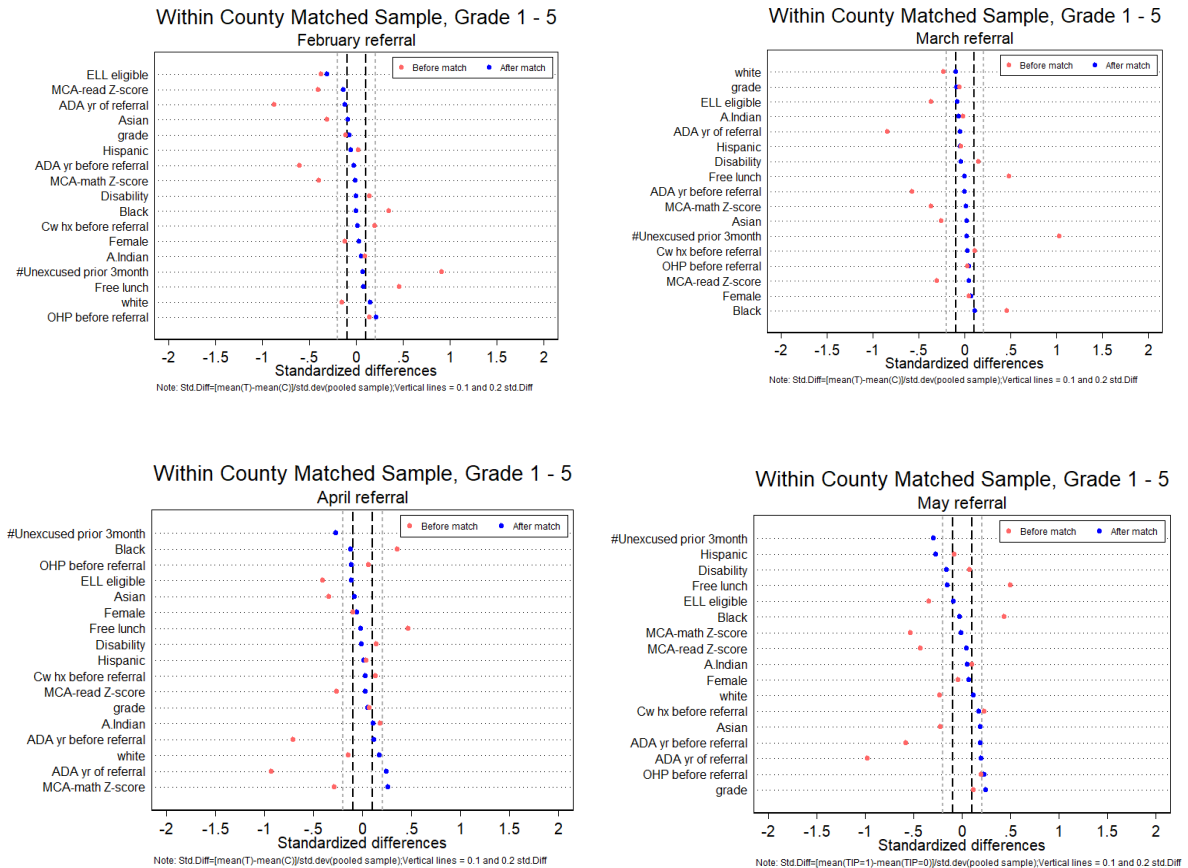 Within County Matched Sample, Grade 1 - 5
February referral
Before match After match
ELL eligible
MCA-read Z-score
ADA yr of referral
Asian
grade
Hispanic
ADA yr before referral
MCA-math Z-score
Disability
Black
Cw hx before referral
Female
A.Indian
#Unexcused prior 3month
Free lunch
white
OHP before referral
-2 -1.5 -1 -.5 0 .5 1 1.5 2
Standardized differences
Note: Std.Diff=[mean(T)-mean(C)]/std.dev(pooled sample);Vertical lines = 0.1 and 0.2 std.Diff
Within County Matched Sample, Grade 1 - 5
March referral
Before match After match
white
grade
ELL eligible
A.Indian
ADA yr of referral
Hispanic
Disability
Free lunch
ADA yr before referral
MCA-math Z-score
Asian
#Unexcused prior 3month
Cw hx before referral
OHP before referral
MCA-read Z-score
Female
Black
-2 -1.5 -1 -.5 0 .5 1 1.5 2
Standardized differences
Note: Std.Diff=[mean(T)-mean(C)]/std.dev(pooled sample);Vertical lines = 0.1 and 0.2 std.Diff
Within County Matched Sample, Grade 1 - 5
April referral
Before match After match
#Unexcused prior 3month
Black
OHP before referral
ELL eligible
Asian
Female
Free lunch
Disability
Hispanic
Cw hx before referral
MCA-read Z-score
grade
A.Indian
ADA yr before referral
white
ADA yr of referral
MCA-math Z-score
-2 -1.5 -1 -.5 0 .5 1 1.5 2
Standardized differences
Note: Std.Diff=[mean(T)-mean(C)]/std.dev(pooled sample);Vertical lines = 0.1 and 0.2 std.Diff
Within County Matched Sample, Grade 1 - 5
May referral
Before match After match
#Unexcused prior 3month
Hispanic
Disability
Free lunch
ELL eligible
Black
MCA-math Z-score
MCA-read Z-score
A.Indian
Female
white
Cw hx before referral
Asian
ADA yr before referral
ADA yr of referral
OHP before referral
grade
-2 -1.5 -1 -.5 0 .5 1 1.5 2
Standardized differences
Note: Std.Diff=[mean(TIP=1)-mean(TIP=0)]/std.dev(pooled sample);Vertical lines = 0.1 and 0.2 std.Diff